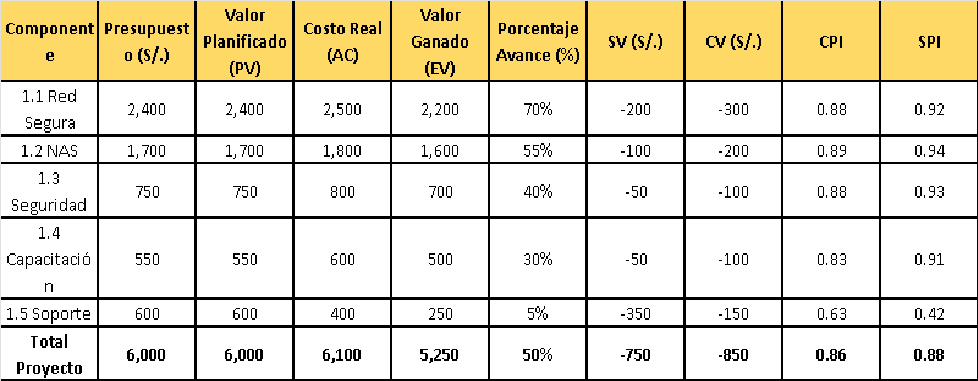 Component
e
Presupuest
o (S/.)
Valor
Planificado
(PV)
Costo Real
(AC)
Valor
Ganado
(EV)
Porcentaje
Avance (%)
SV (S/.)
CV (S/.)
CPI
SPI
1.1 Red
Segura
2,400
2,400
2,500
2,200
70%
-200
-300
0.88
0.92
1.2 NAS
1,700
1,700
1,800
1,600
55%
-100
-200
0.89
0.94
1.3
Seguridad
750
750
800
700
40%
-50
-100
0.88
0.93
1.4
Capacitació
n
550
550
600
500
30%
-50
-100
0.83
0.91
1.5 Soporte
600
600
400
250
5%
-350
-150
0.63
0.42
Total
Proyecto
6,000
6,000
6,100
5,250
50%
-750
-850
0.86
0.88